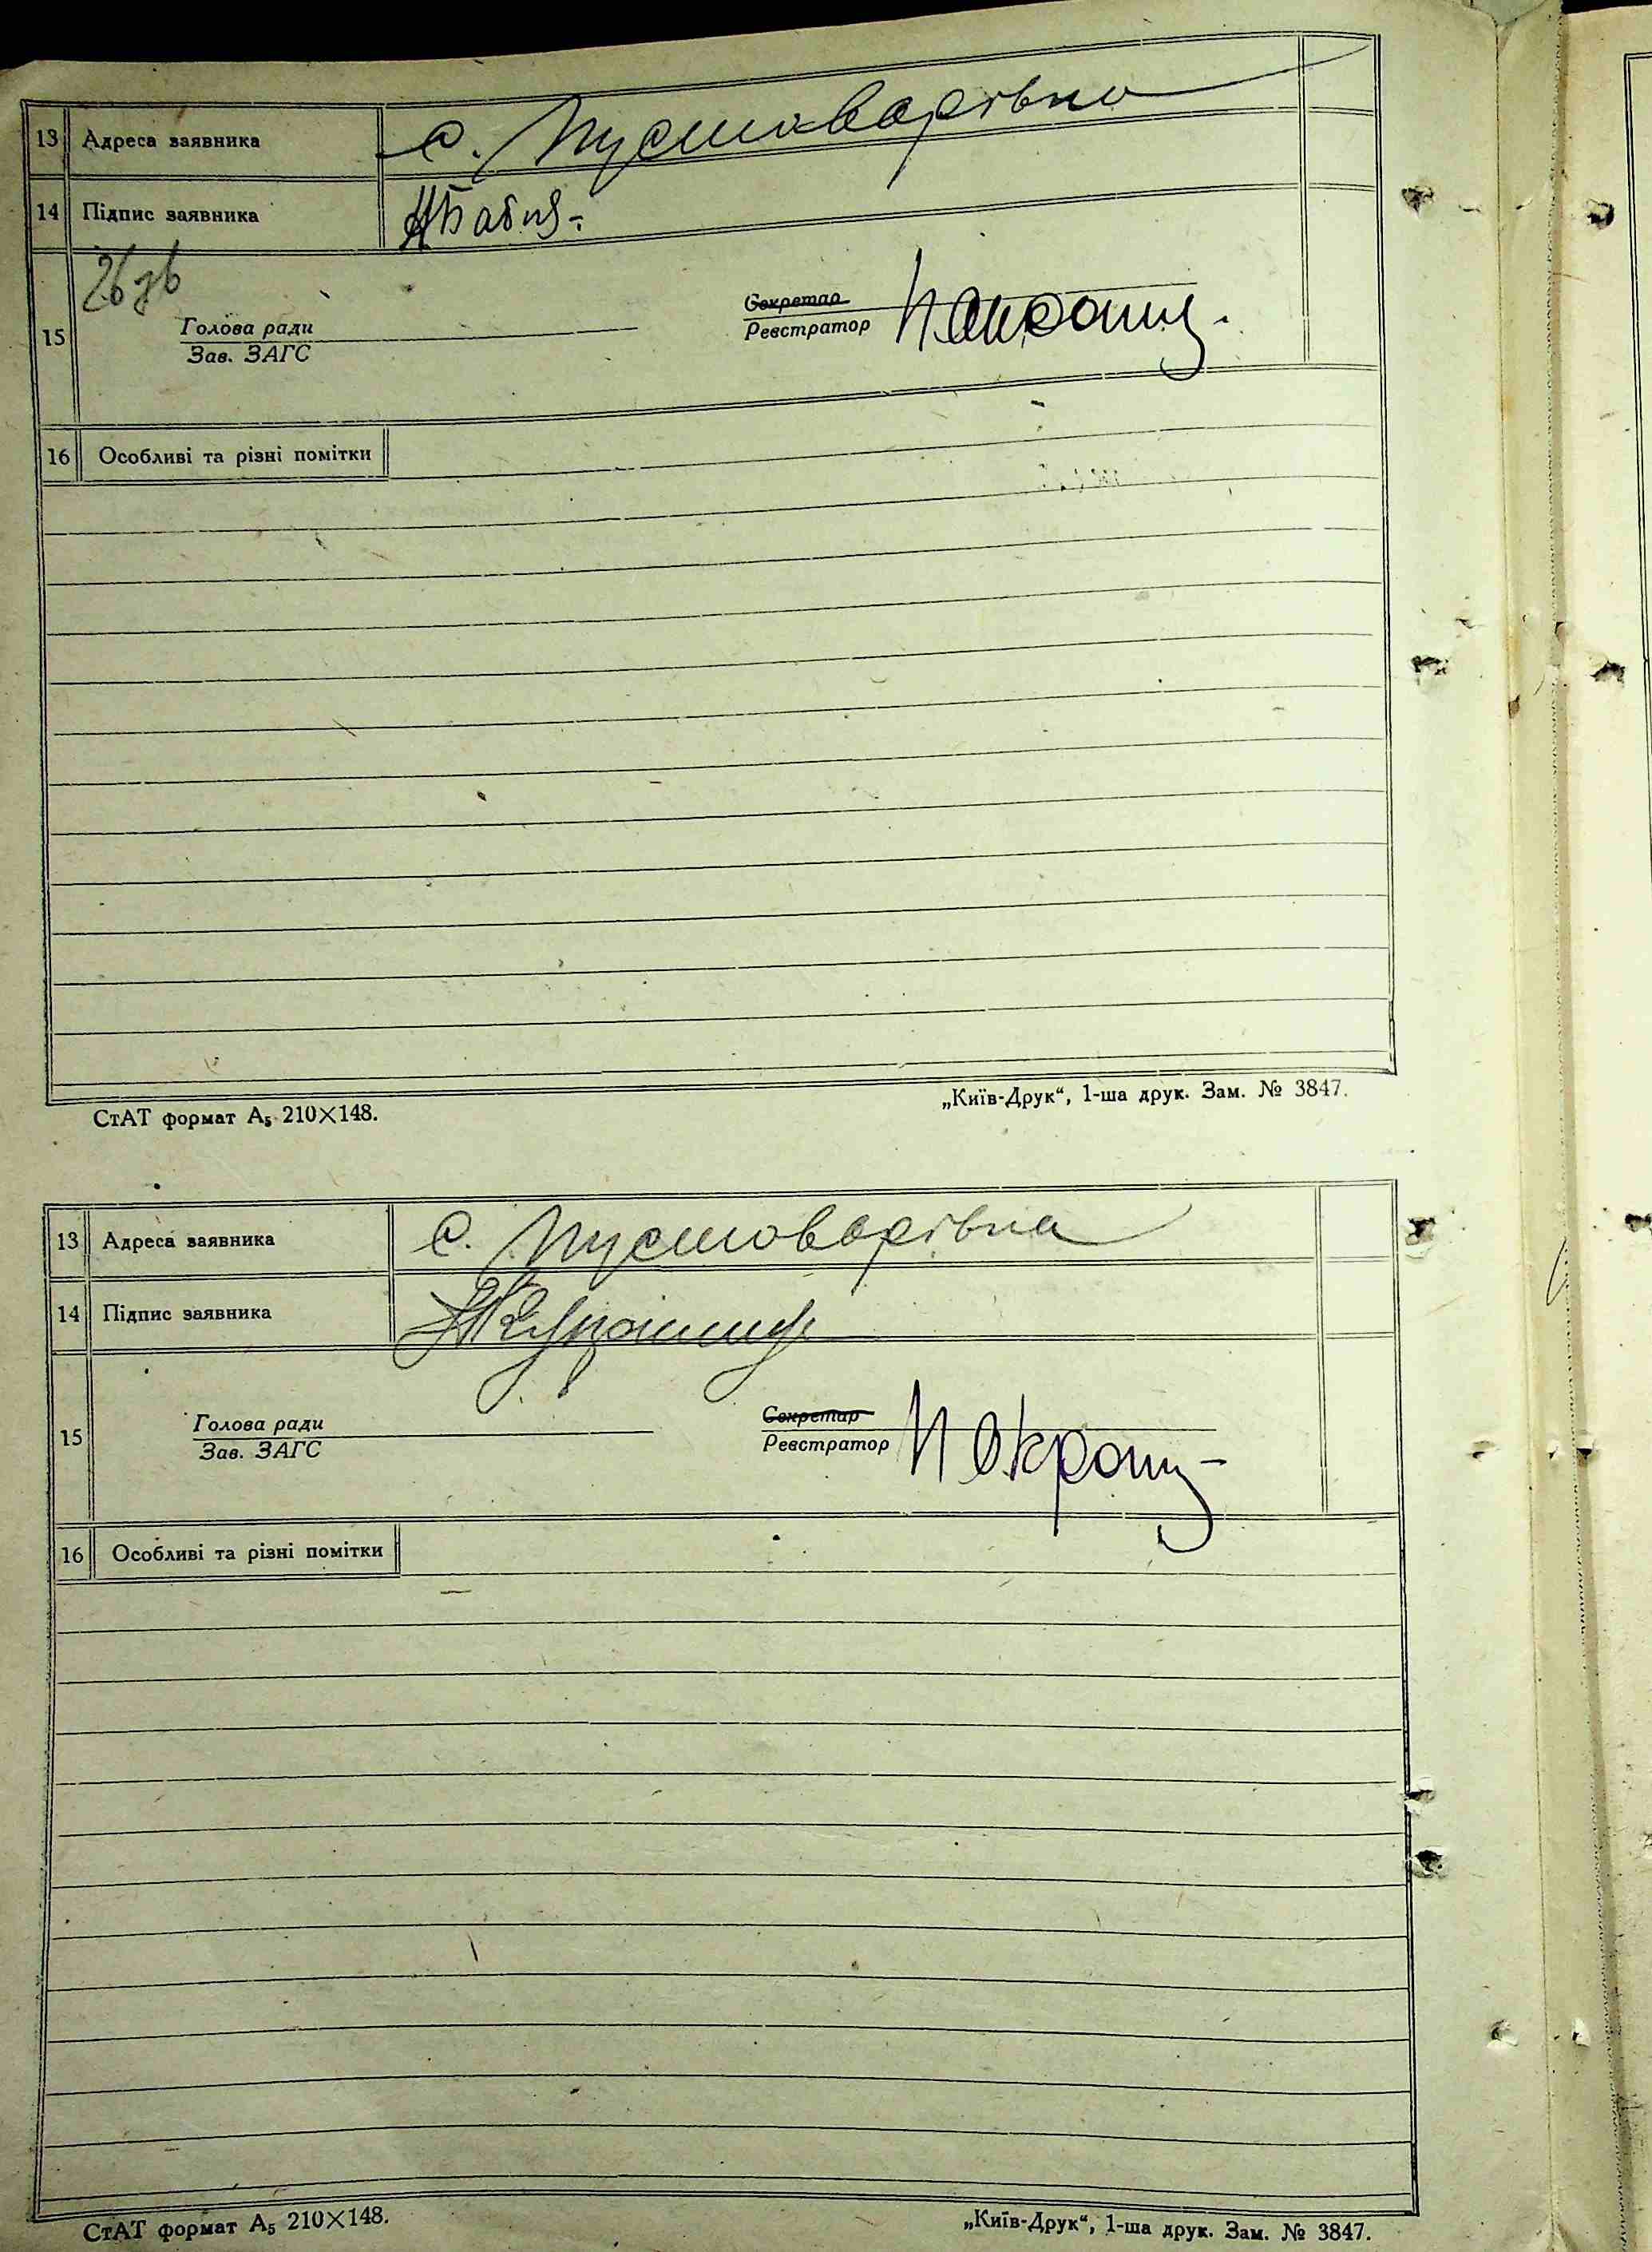 13 Адреса заявника с. Пустоварівка
14 Підпис заявника
15
Голова ради
Зав. ЗАГС
Секретар
Реєстратор
16 Особливі та різні помітки
СтАТ формат А₅ 210×148. „Київ-Друк“, 1-ша друк. Зам. № 3847.
13 Адреса заявника с. Пустоварівка
14 Підпис заявника
15
Голова ради
Зав. ЗАГС
Секретар
Реєстратор
16 Особливі та різні помітки
СтАТ формат А₅ 210×148. „Київ-Друк“, 1-ша друк. Зам. № 3847.